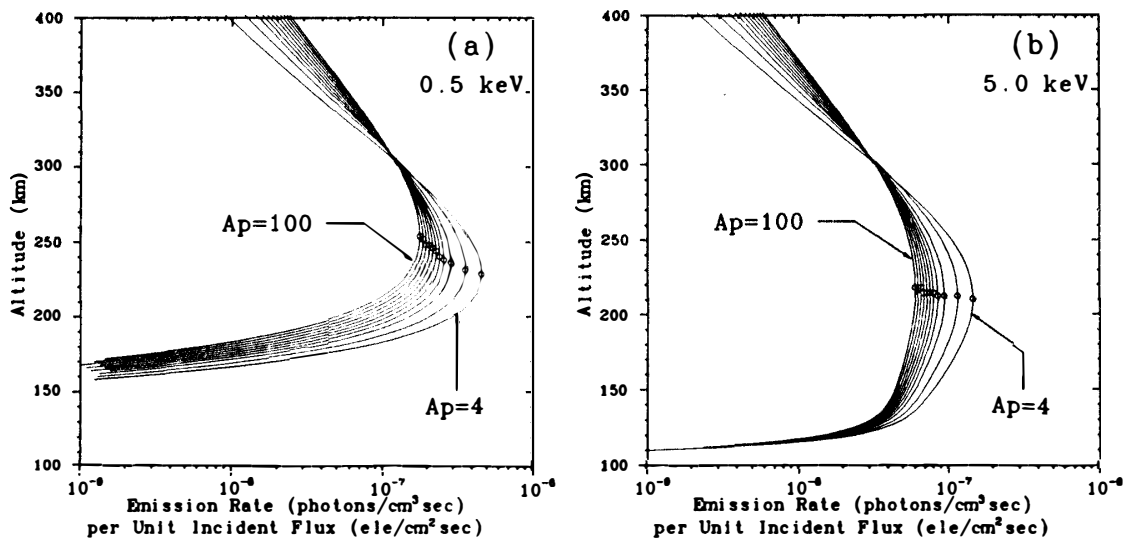 (a)
0.5 keV
400
350
300
250
200
150
100
Altitude (km)
Ap=100
Ap=4
10⁻⁹
10⁻⁸
10⁻⁷
10⁻⁶
Emission Rate (photons/cm³sec)
per Unit Incident Flux (ele/cm²sec)
(b)
5.0 keV
400
350
300
250
200
150
100
Altitude (km)
Ap=100
Ap=4
10⁻⁹
10⁻⁸
10⁻⁷
10⁻⁶
Emission Rate (photons/cm³sec)
per Unit Incident Flux (ele/cm²sec)